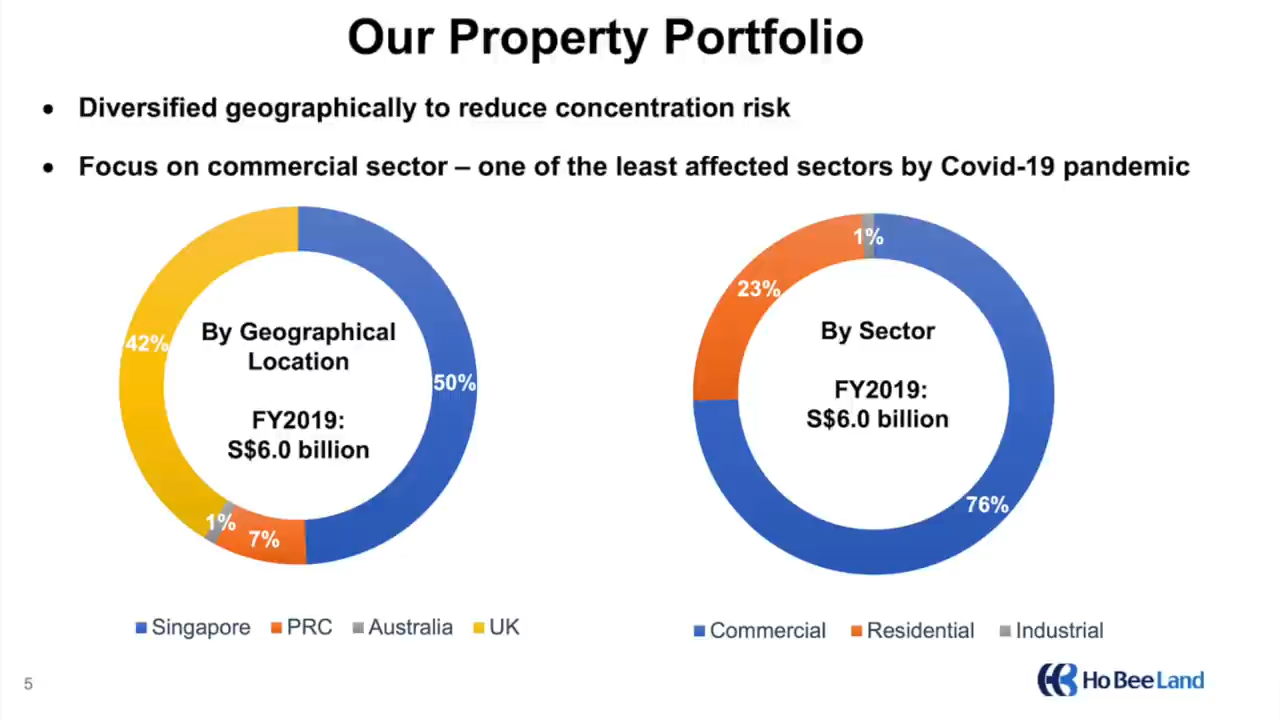 Our Property Portfolio
• Diversified geographically to reduce concentration risk
• Focus on commercial sector – one of the least affected sectors by Covid-19 pandemic
42%
50%
1%
7%
By Geographical
Location
FY2019:
S$6.0 billion
Singapore PRC Australia UK
1%
23%
76%
By Sector
FY2019:
S$6.0 billion
Commercial Residential Industrial
5
Ho Bee Land